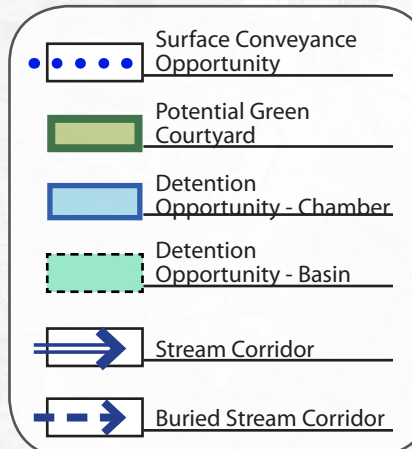 Surface Conveyance
Opportunity
Potential Green
Courtyard
Detention
Opportunity - Chamber
Detention
Opportunity - Basin
Stream Corridor
Buried Stream Corridor